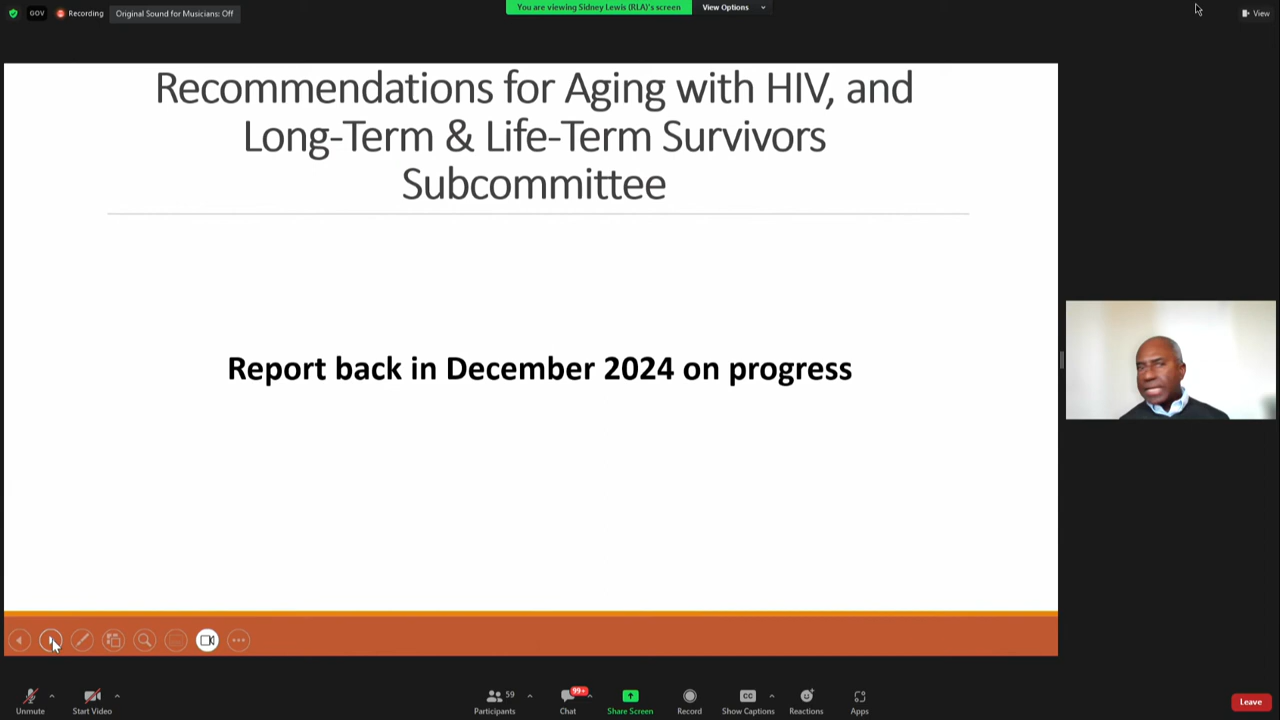 GOV
Recording
Original Sound for Musicians: Off
You are viewing Sidney Lewis (RLA)'s screen
View Options
View
Recommendations for Aging with HIV, and
Long-Term & Life-Term Survivors
Subcommittee
Report back in December 2024 on progress
Unmute
Start Video
59
Participants
99+
Chat
Share Screen
Record
CC
Show Captions
Reactions
Apps
Leave